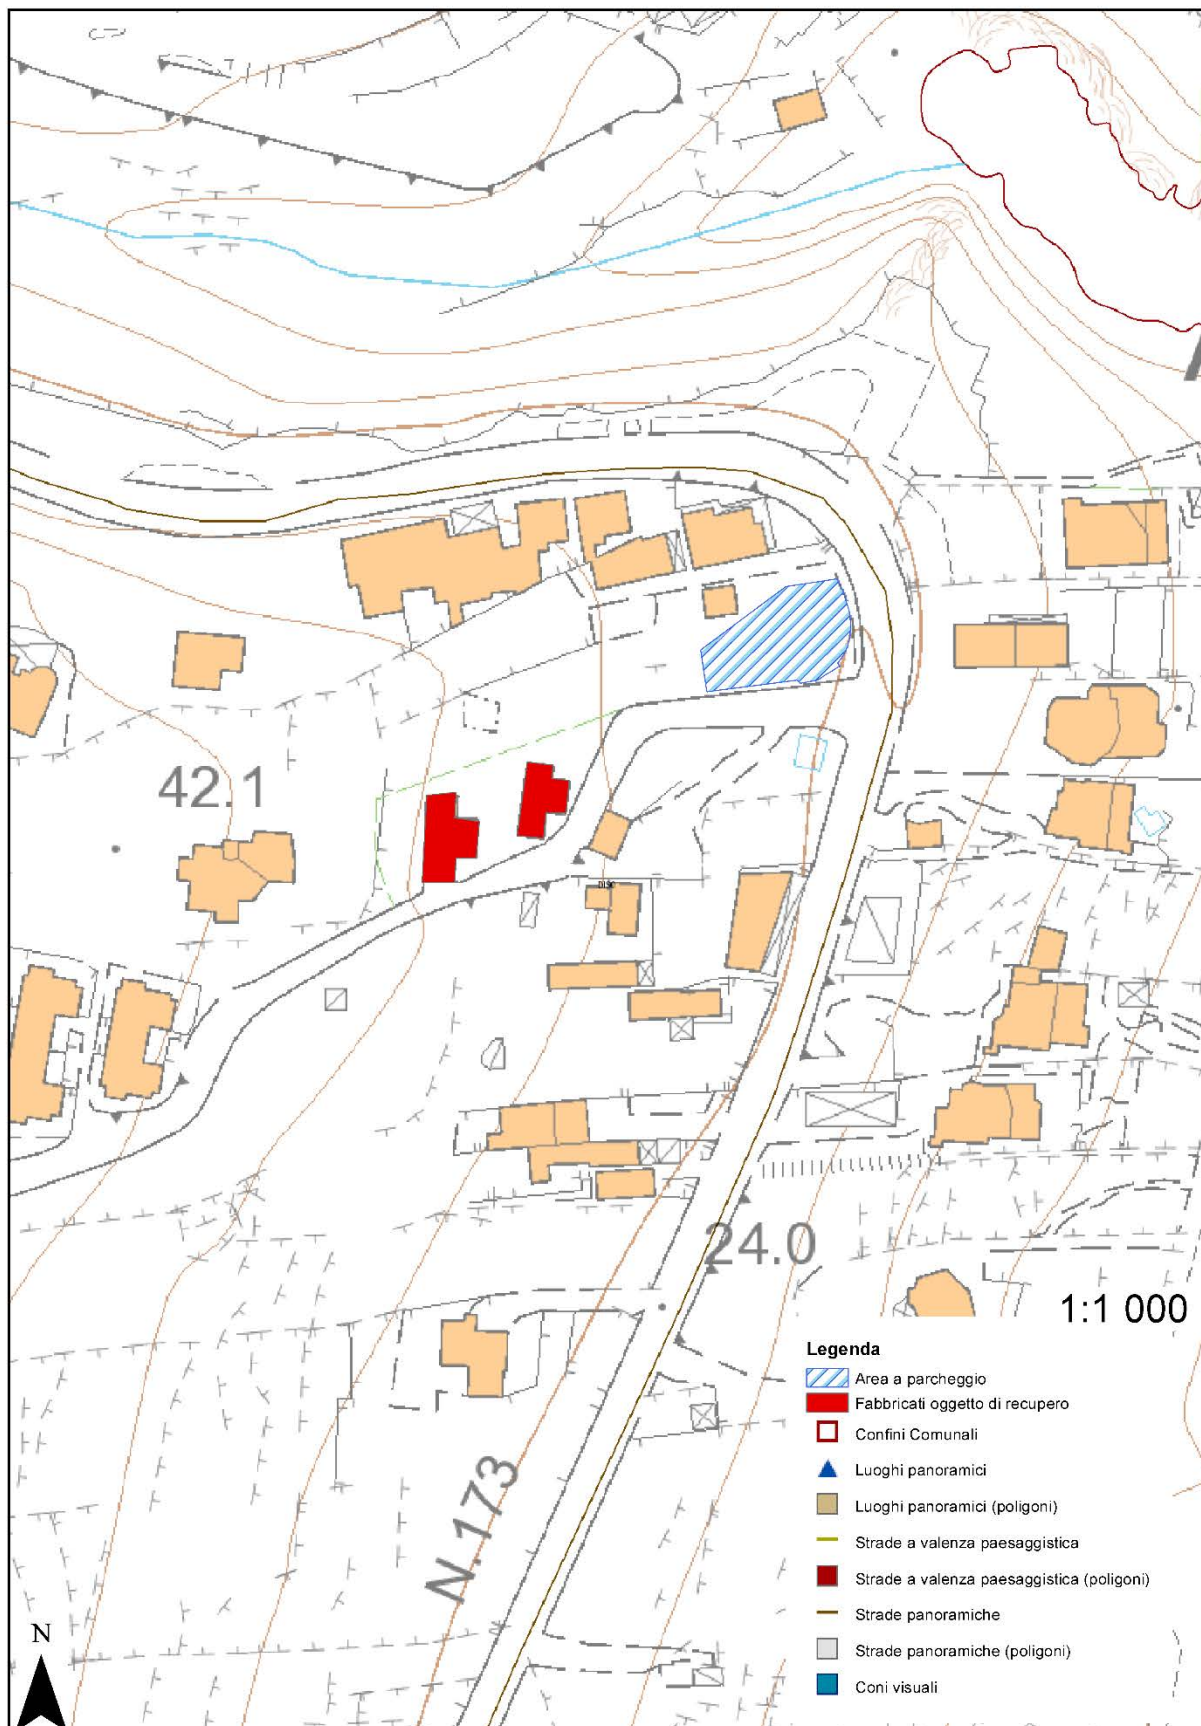 42.1
24.0
1:1 000
N.173
N
Legenda
Area a parcheggio
Fabbricati oggetto di recupero
Confini Comunali
Luoghi panoramici
Luoghi panoramici (poligoni)
Strade a valenza paesaggistica
Strade a valenza paesaggistica (poligoni)
Strade panoramiche
Strade panoramiche (poligoni)
Coni visuali